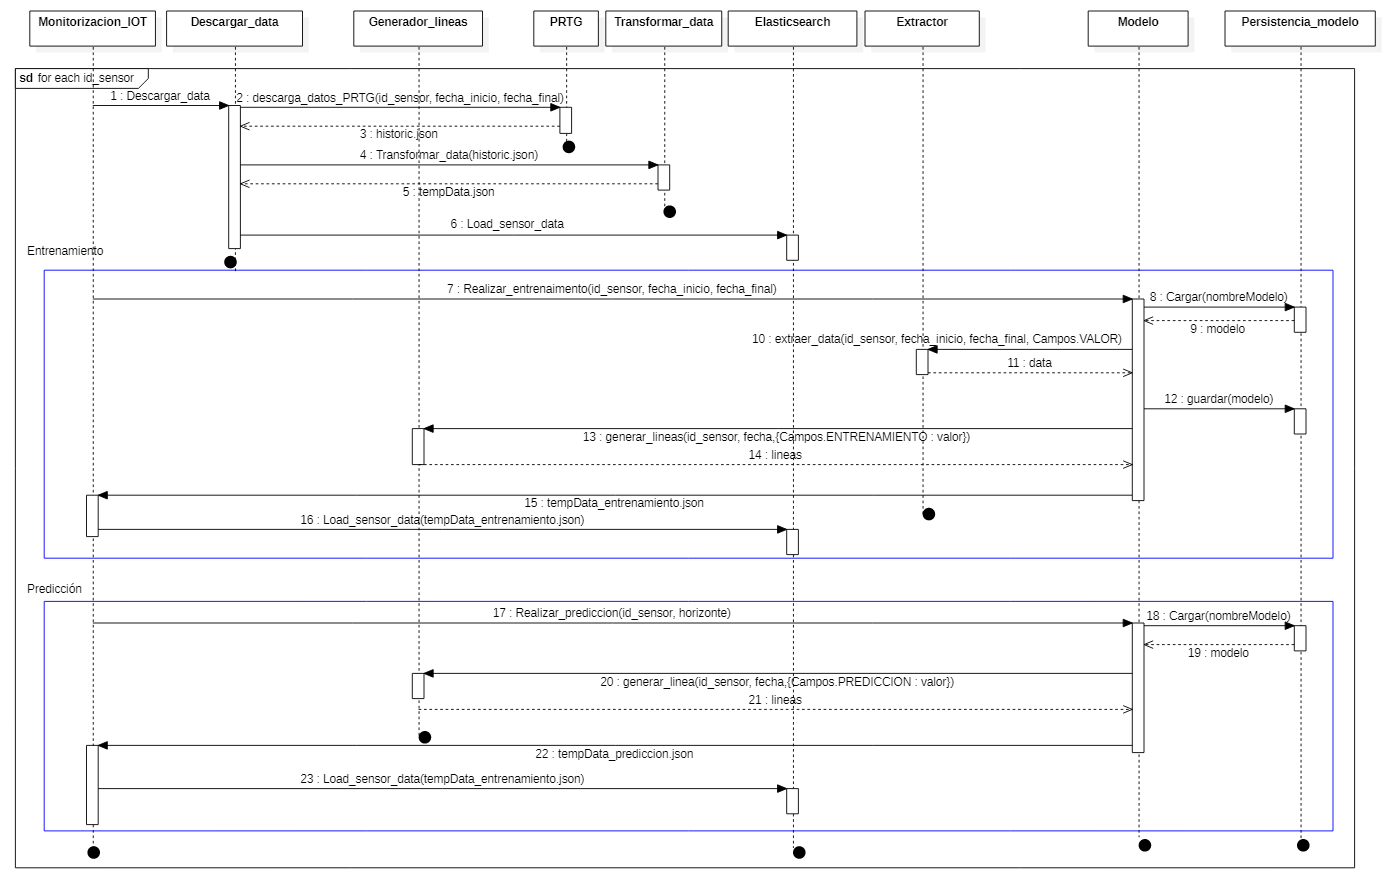 Monitorizacion_IOT
Descargar_data
Generador_lineas
PRTG
Transformar_data
Elasticsearch
Extractor
Modelo
Persistencia_modelo
sd for each id_sensor
1 : Descargar_data
2 : descarga_datos_PRTG(id_sensor, fecha_inicio, fecha_final)
3 : historic.json
4 : Transformar_data(historic.json)
5 : tempData.json
6 : Load_sensor_data
Entrenamiento
7 : Realizar_entrenaimento(id_sensor, fecha_inicio, fecha_final)
8 : Cargar(nombreModelo)
9 : modelo
10 : extraer_data(id_sensor, fecha_inicio, fecha_final, Campos.VALOR)
11 : data
12 : guardar(modelo)
13 : generar_lineas(id_sensor, fecha,{Campos.ENTRENAMIENTO : valor})
14 : lineas
15 : tempData_entrenamiento.json
16 : Load_sensor_data(tempData_entrenamiento.json)
Predicción
17 : Realizar_prediccion(id_sensor, horizonte)
18 : Cargar(nombreModelo)
19 : modelo
20 : generar_linea(id_sensor, fecha,{Campos.PREDICCION : valor})
21 : lineas
22 : tempData_prediccion.json
23 : Load_sensor_data(tempData_entrenamiento.json)